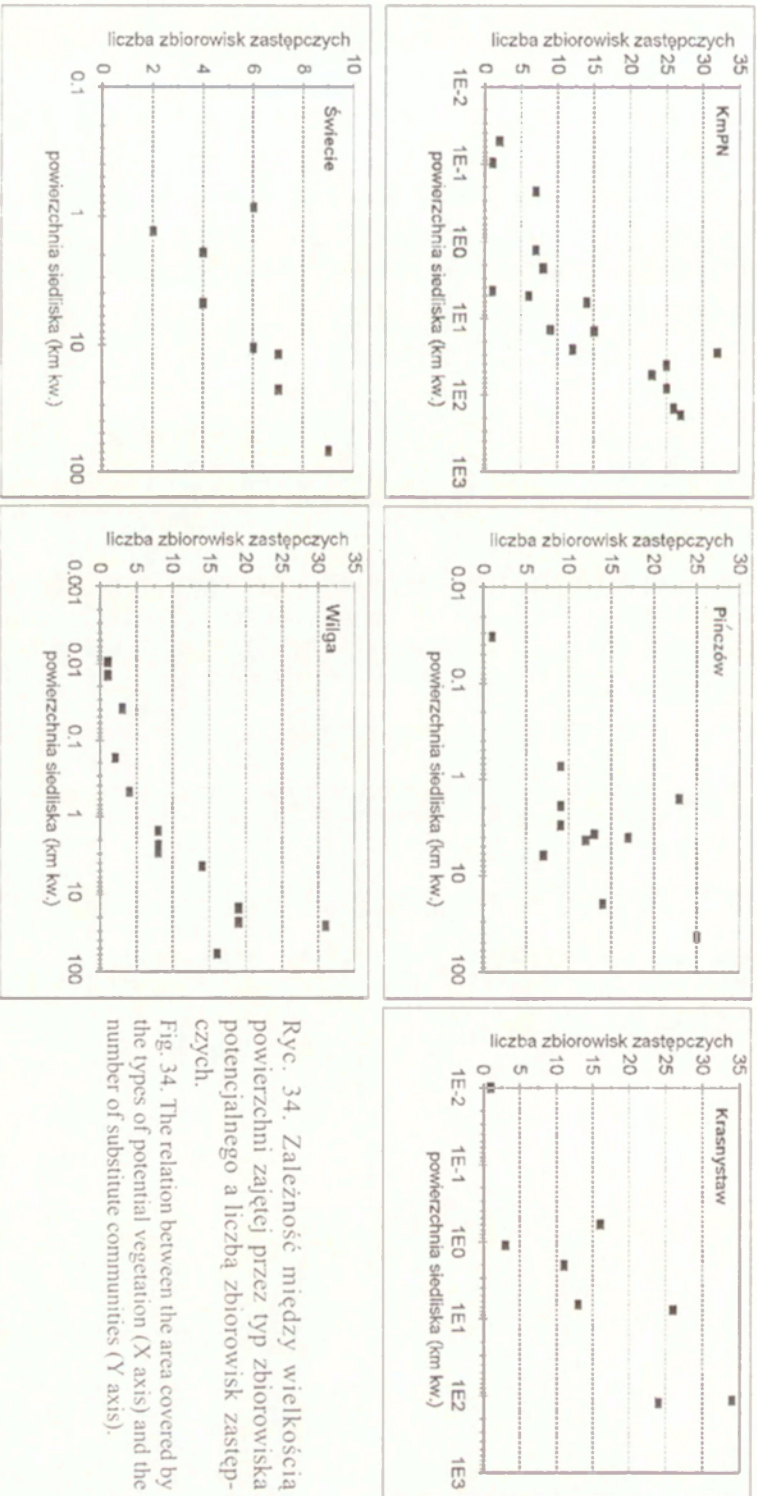 KmPN
liczba zbiorowisk zastępczych
35
30
25
20
15
10
5
0
1E-2 1E-1 1E0 1E1 1E2 1E3
powierzchnia siedliska (km kw.)
Pińczów
liczba zbiorowisk zastępczych
30
25
20
15
10
5
0
0.01 0.1 1 10 100
powierzchnia siedliska (km kw.)
Krasnystaw
liczba zbiorowisk zastępczych
35
30
25
20
15
10
5
0
1E-2 1E-1 1E0 1E1 1E2 1E3
powierzchnia siedliska (km kw.)
Świecie
liczba zbiorowisk zastępczych
10
8
6
4
2
0
0.1 1 10 100
powierzchnia siedliska (km kw.)
Wilga
liczba zbiorowisk zastępczych
35
30
25
20
15
10
5
0
0.001 0.01 0.1 1 10 100
powierzchnia siedliska (km kw.)
Ryc. 34. Zależność między wielkością
powierzchni zajętej przez typ zbiorowiska
potencjalnego a liczbą zbiorowisk zastęp-
czych.
Fig. 34. The relation between the area covered by
the types of potential vegetation (X axis) and the
number of substitute communities (Y axis).